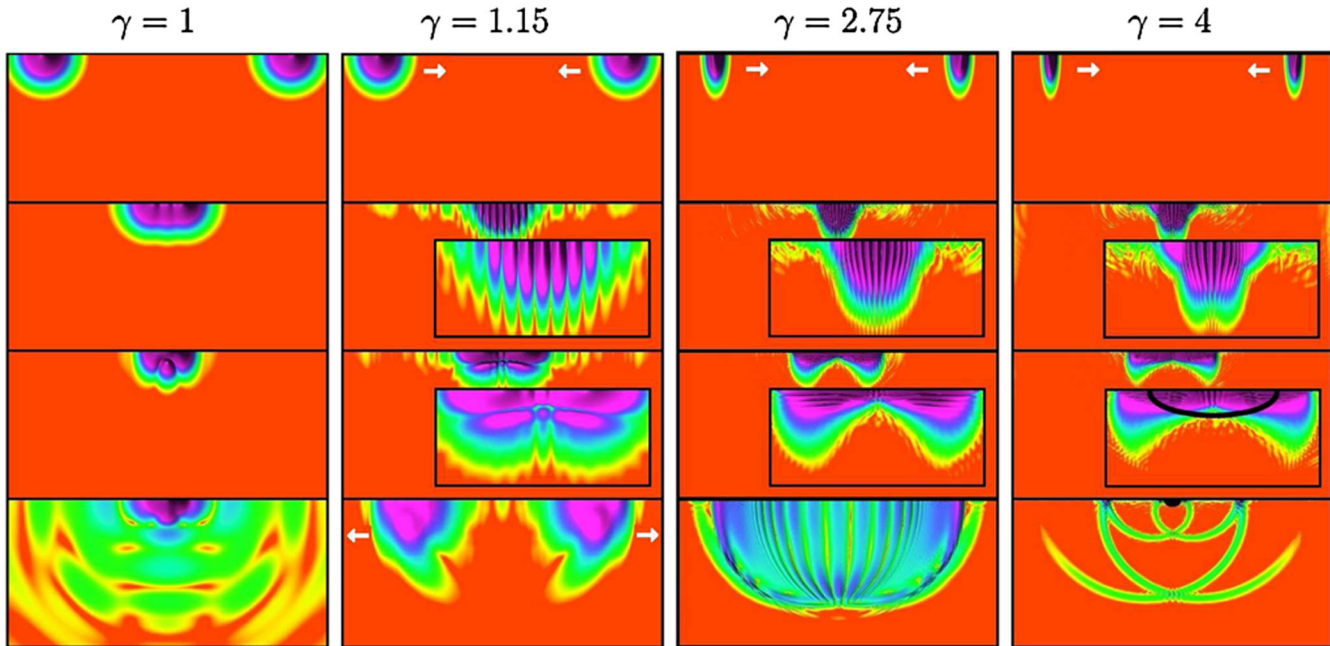 γ = 1 γ = 1.15 γ = 2.75 γ = 4